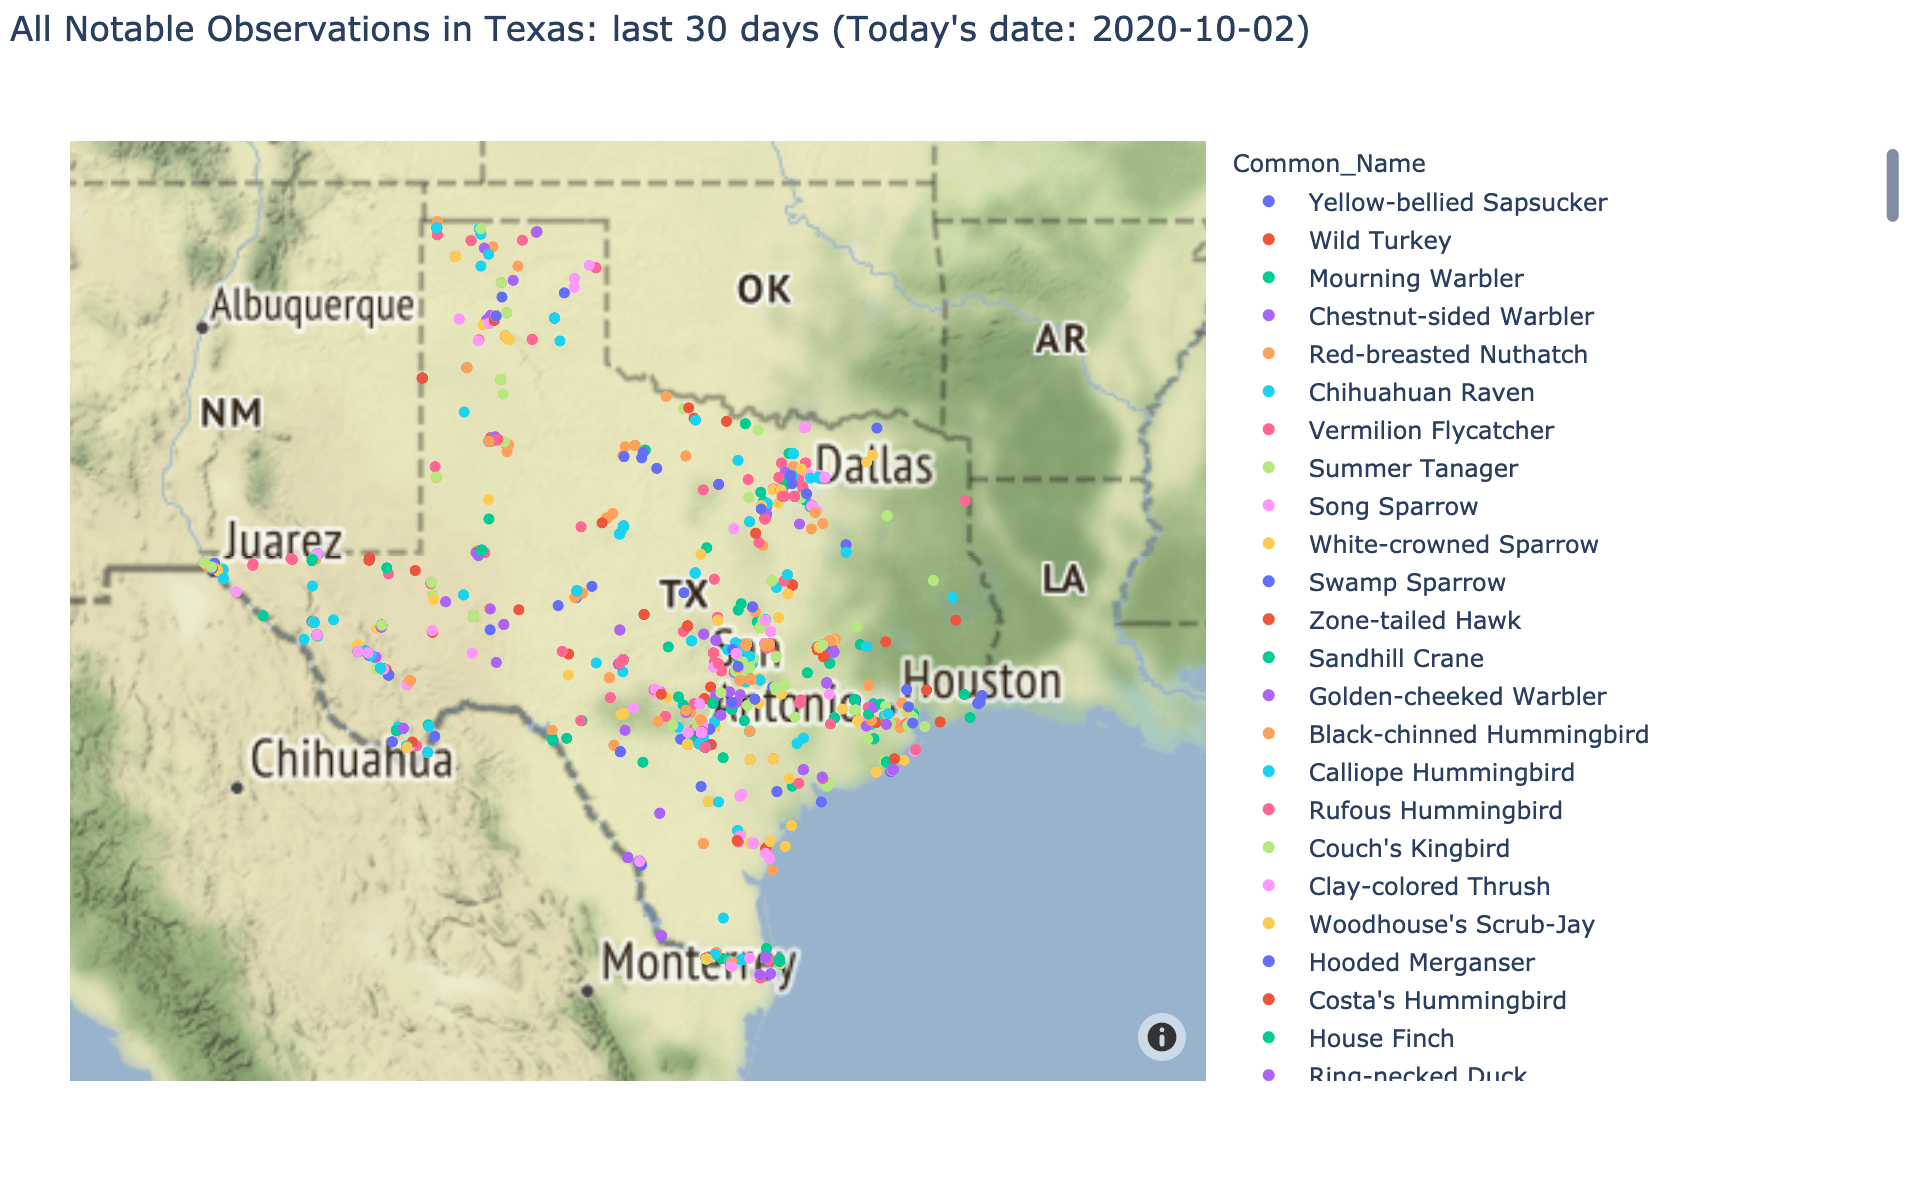 All Notable Observations in Texas: last 30 days (Today's date: 2020-10-02)
Albuquerque
OK
AR
NM
Dallas
Juarez
TX
LA
San
Antonio
Houston
Chihuahua
Monterrey
Common_Name
Yellow-bellied Sapsucker
Wild Turkey
Mourning Warbler
Chestnut-sided Warbler
Red-breasted Nuthatch
Chihuahuan Raven
Vermilion Flycatcher
Summer Tanager
Song Sparrow
White-crowned Sparrow
Swamp Sparrow
Zone-tailed Hawk
Sandhill Crane
Golden-cheeked Warbler
Black-chinned Hummingbird
Calliope Hummingbird
Rufous Hummingbird
Couch's Kingbird
Clay-colored Thrush
Woodhouse's Scrub-Jay
Hooded Merganser
Costa's Hummingbird
House Finch
Ring-necked Duck